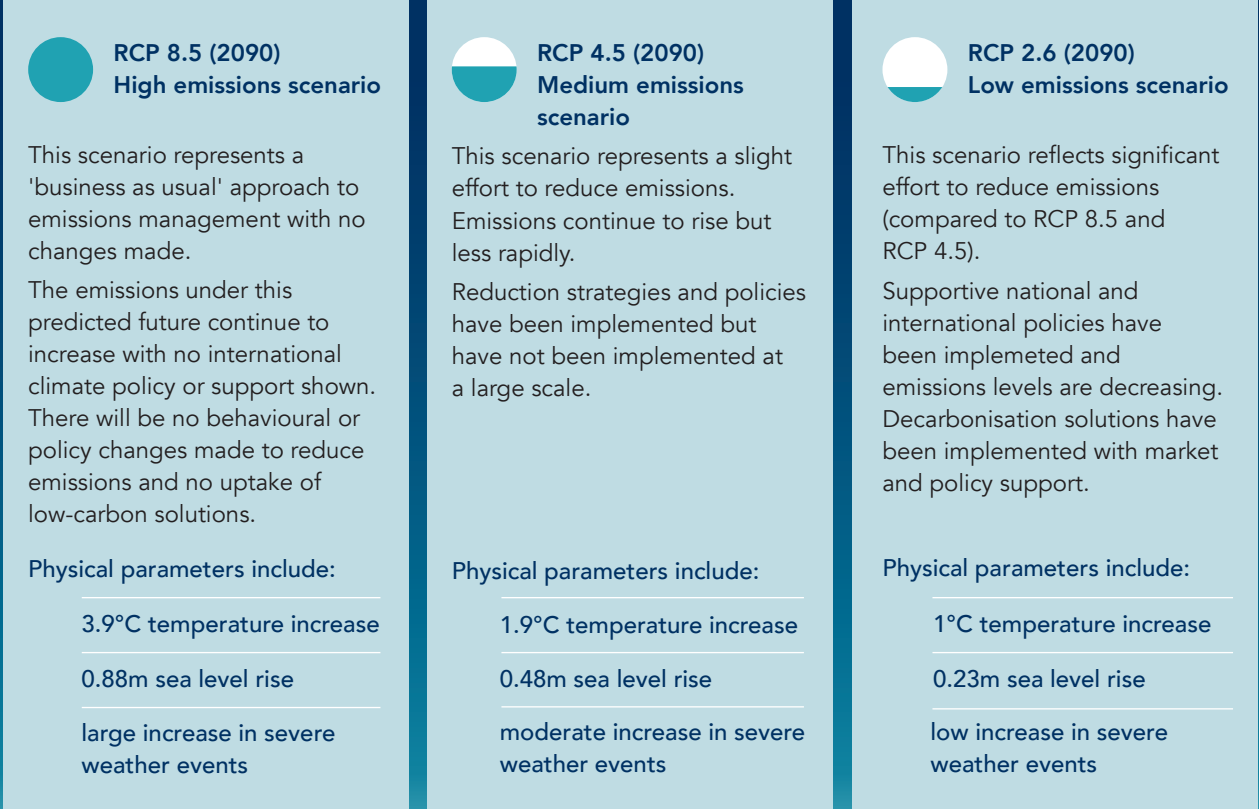 RCP 8.5 (2090)
High emissions scenario
This scenario represents a
'business as usual' approach to
emissions management with no
changes made.
The emissions under this
predicted future continue to
increase with no international
climate policy or support shown.
There will be no behavioural or
policy changes made to reduce
emissions and no uptake of
low-carbon solutions.
Physical parameters include:
3.9°C temperature increase
0.88m sea level rise
large increase in severe
weather events
RCP 4.5 (2090)
Medium emissions
scenario
This scenario represents a slight
effort to reduce emissions.
Emissions continue to rise but
less rapidly.
Reduction strategies and policies
have been implemented but
have not been implemented at
a large scale.
Physical parameters include:
1.9°C temperature increase
0.48m sea level rise
moderate increase in severe
weather events
RCP 2.6 (2090)
Low emissions scenario
This scenario reflects significant
effort to reduce emissions
(compared to RCP 8.5 and
RCP 4.5).
Supportive national and
international policies have
been implemeted and
emissions levels are decreasing.
Decarbonisation solutions have
been implemented with market
and policy support.
Physical parameters include:
1°C temperature increase
0.23m sea level rise
low increase in severe
weather events